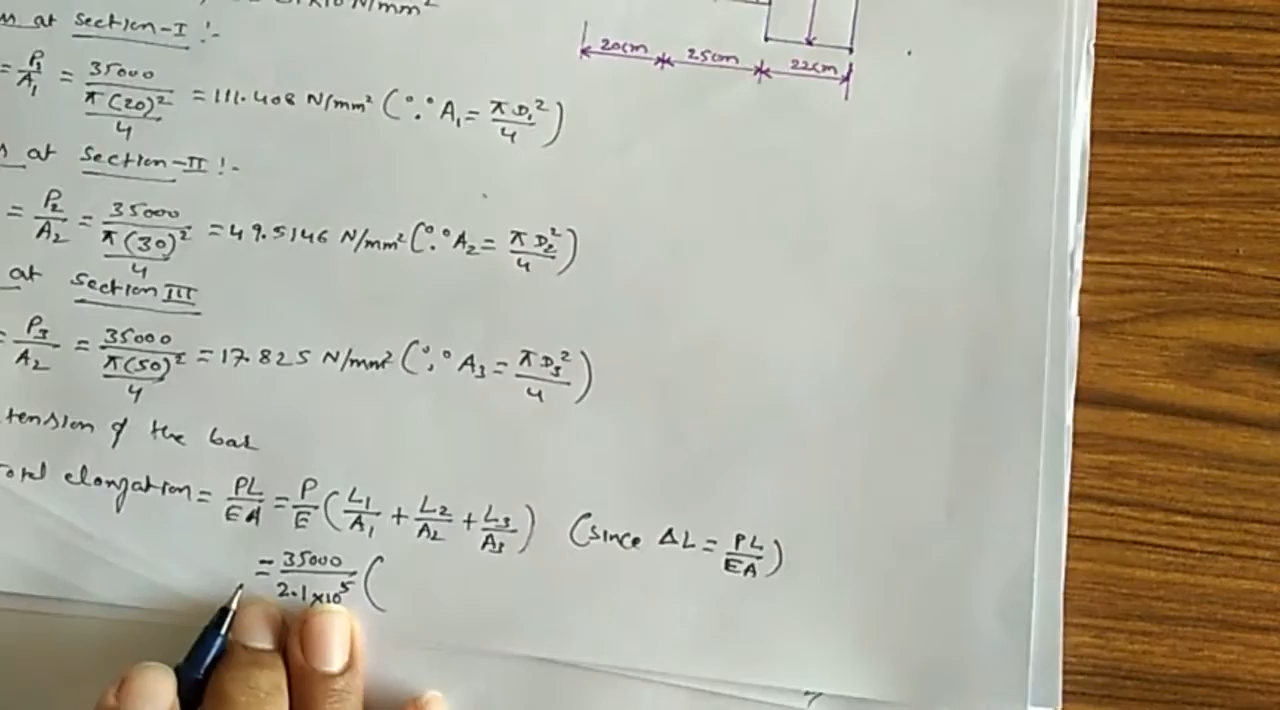 N/mm²
at Section-I :-
20cm 25cm 22cm
= P₁/A₁ = 35000/(π(20)²/4) = 111.408 N/mm² (∵ A₁ = πD₁²/4)
at Section-II :-
= P₂/A₂ = 35000/(π(30)²/4) = 49.5146 N/mm² (∵ A₂ = πD₂²/4)
at Section III
= P₃/A₂ = 35000/(π(50)²/4) = 17.825 N/mm² (∵ A₃ = πD₃²/4)
tension of the bar
elongation = PL/EA = P/E (L₁/A₁ + L₂/A₂ + L₃/A₃) (since ΔL = PL/EA)
= 35000/2.1×10⁵ (